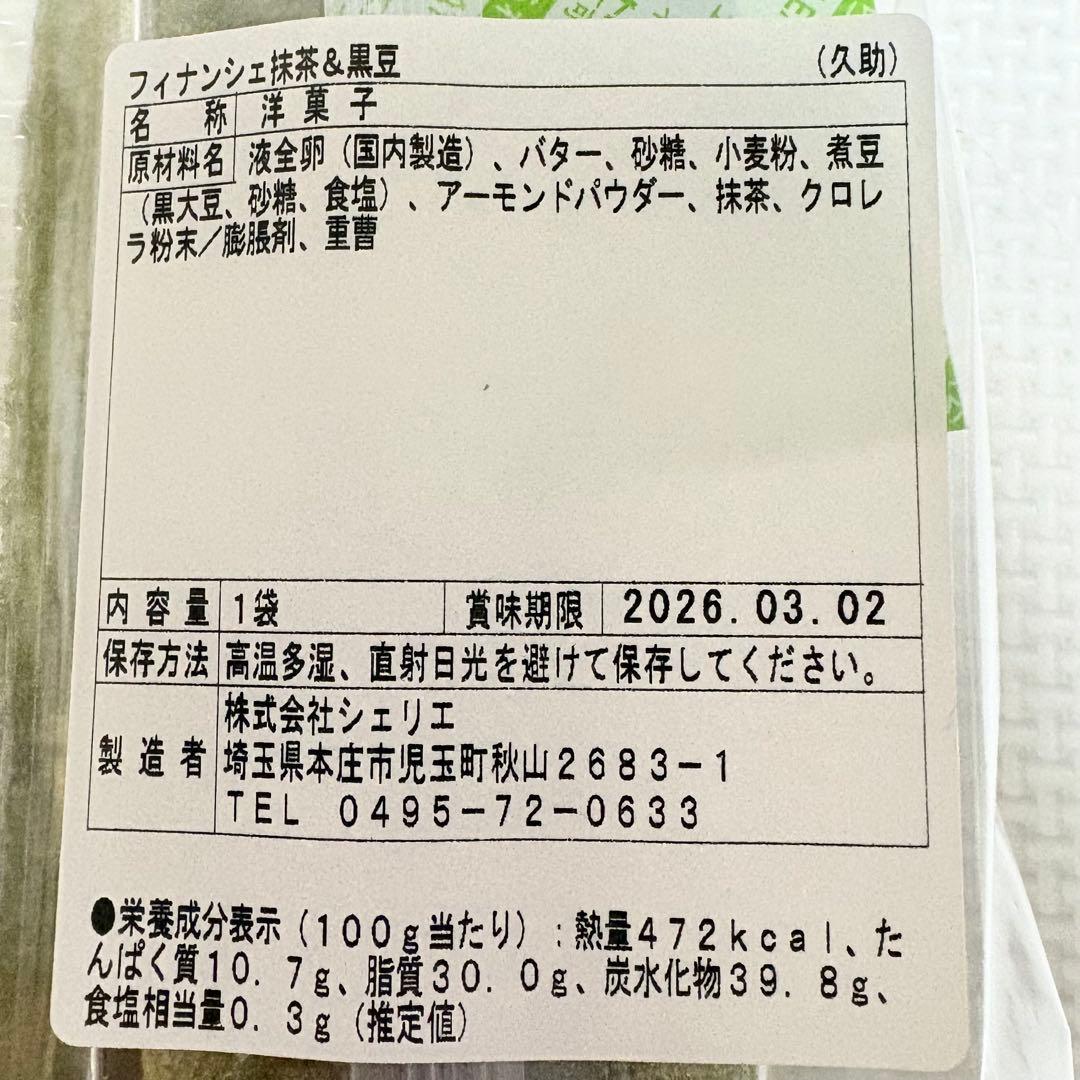 フィナンシェ抹茶＆黒豆 （久助）
名 称 洋菓子
原材料名 液全卵（国内製造）、バター、砂糖、小麦粉、煮豆
（黒大豆、砂糖、食塩）、アーモンドパウダー、抹茶、クロレ
ラ粉末／膨脹剤、重曹
内容量 1袋 賞味期限 2026.03.02
保存方法 高温多湿、直射日光を避けて保存してください。
株式会社シェリエ
製造者 埼玉県本庄市児玉町秋山２６８３－１
ＴＥＬ ０４９５－７２－０６３３
●栄養成分表示（１００ｇ当たり）：熱量４７２ｋｃａｌ、た
んぱく質１０．７ｇ、脂質３０．０ｇ、炭水化物３９．８ｇ、
食塩相当量０．３ｇ（推定値）